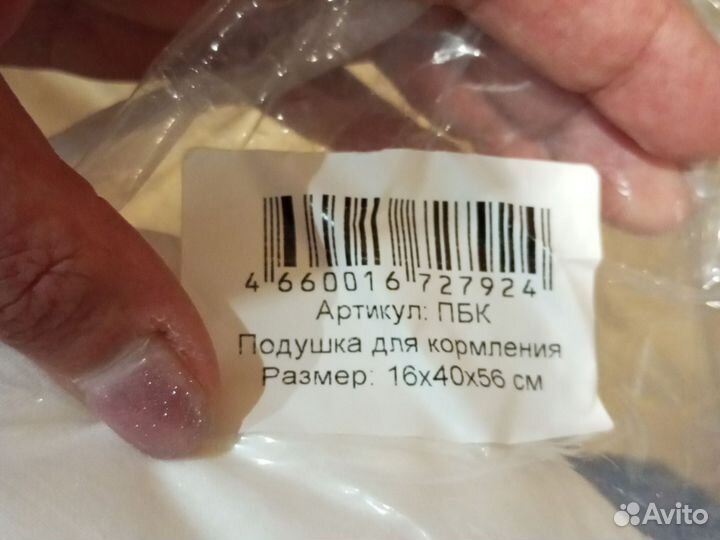 4 660016 727924
Артикул: ПБК
Подушка для кормления
Размер: 16х40х56 см
Avito